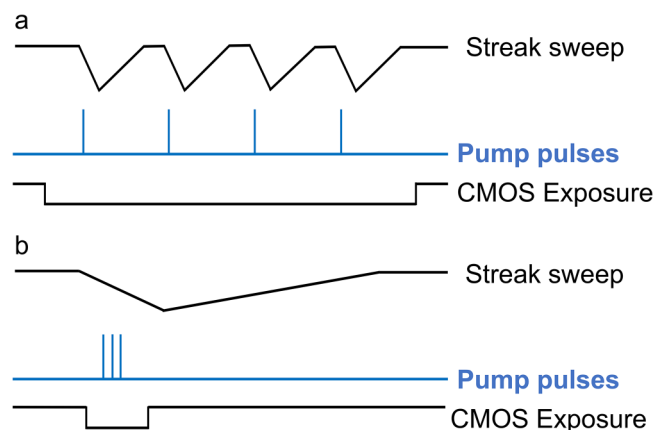 a
Streak sweep
Pump pulses
CMOS Exposure
b
Streak sweep
Pump pulses
CMOS Exposure